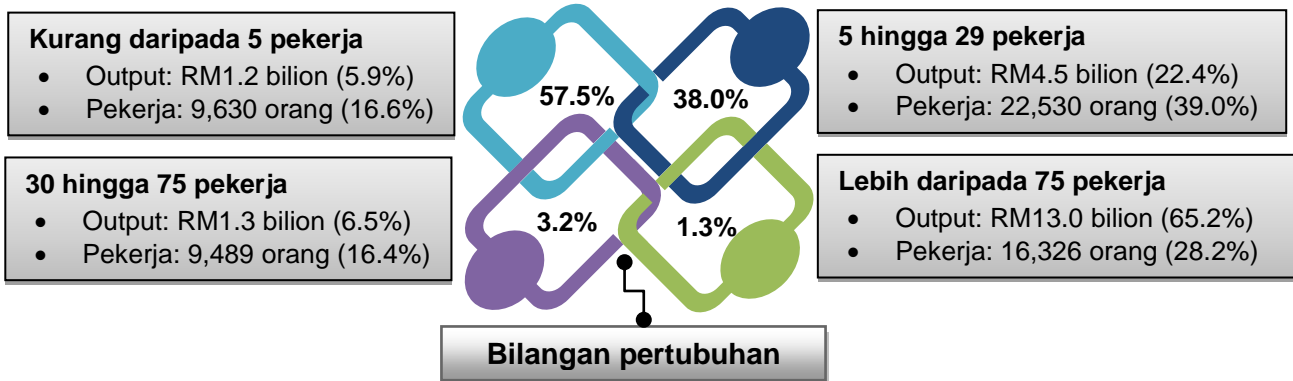 Kurang daripada 5 pekerja
• Output: RM1.2 bilion (5.9%)
• Pekerja: 9,630 orang (16.6%)
57.5%
38.0%
5 hingga 29 pekerja
• Output: RM4.5 bilion (22.4%)
• Pekerja: 22,530 orang (39.0%)
30 hingga 75 pekerja
• Output: RM1.3 bilion (6.5%)
• Pekerja: 9,489 orang (16.4%)
3.2%
1.3%
Lebih daripada 75 pekerja
• Output: RM13.0 bilion (65.2%)
• Pekerja: 16,326 orang (28.2%)
Bilangan pertubuhan